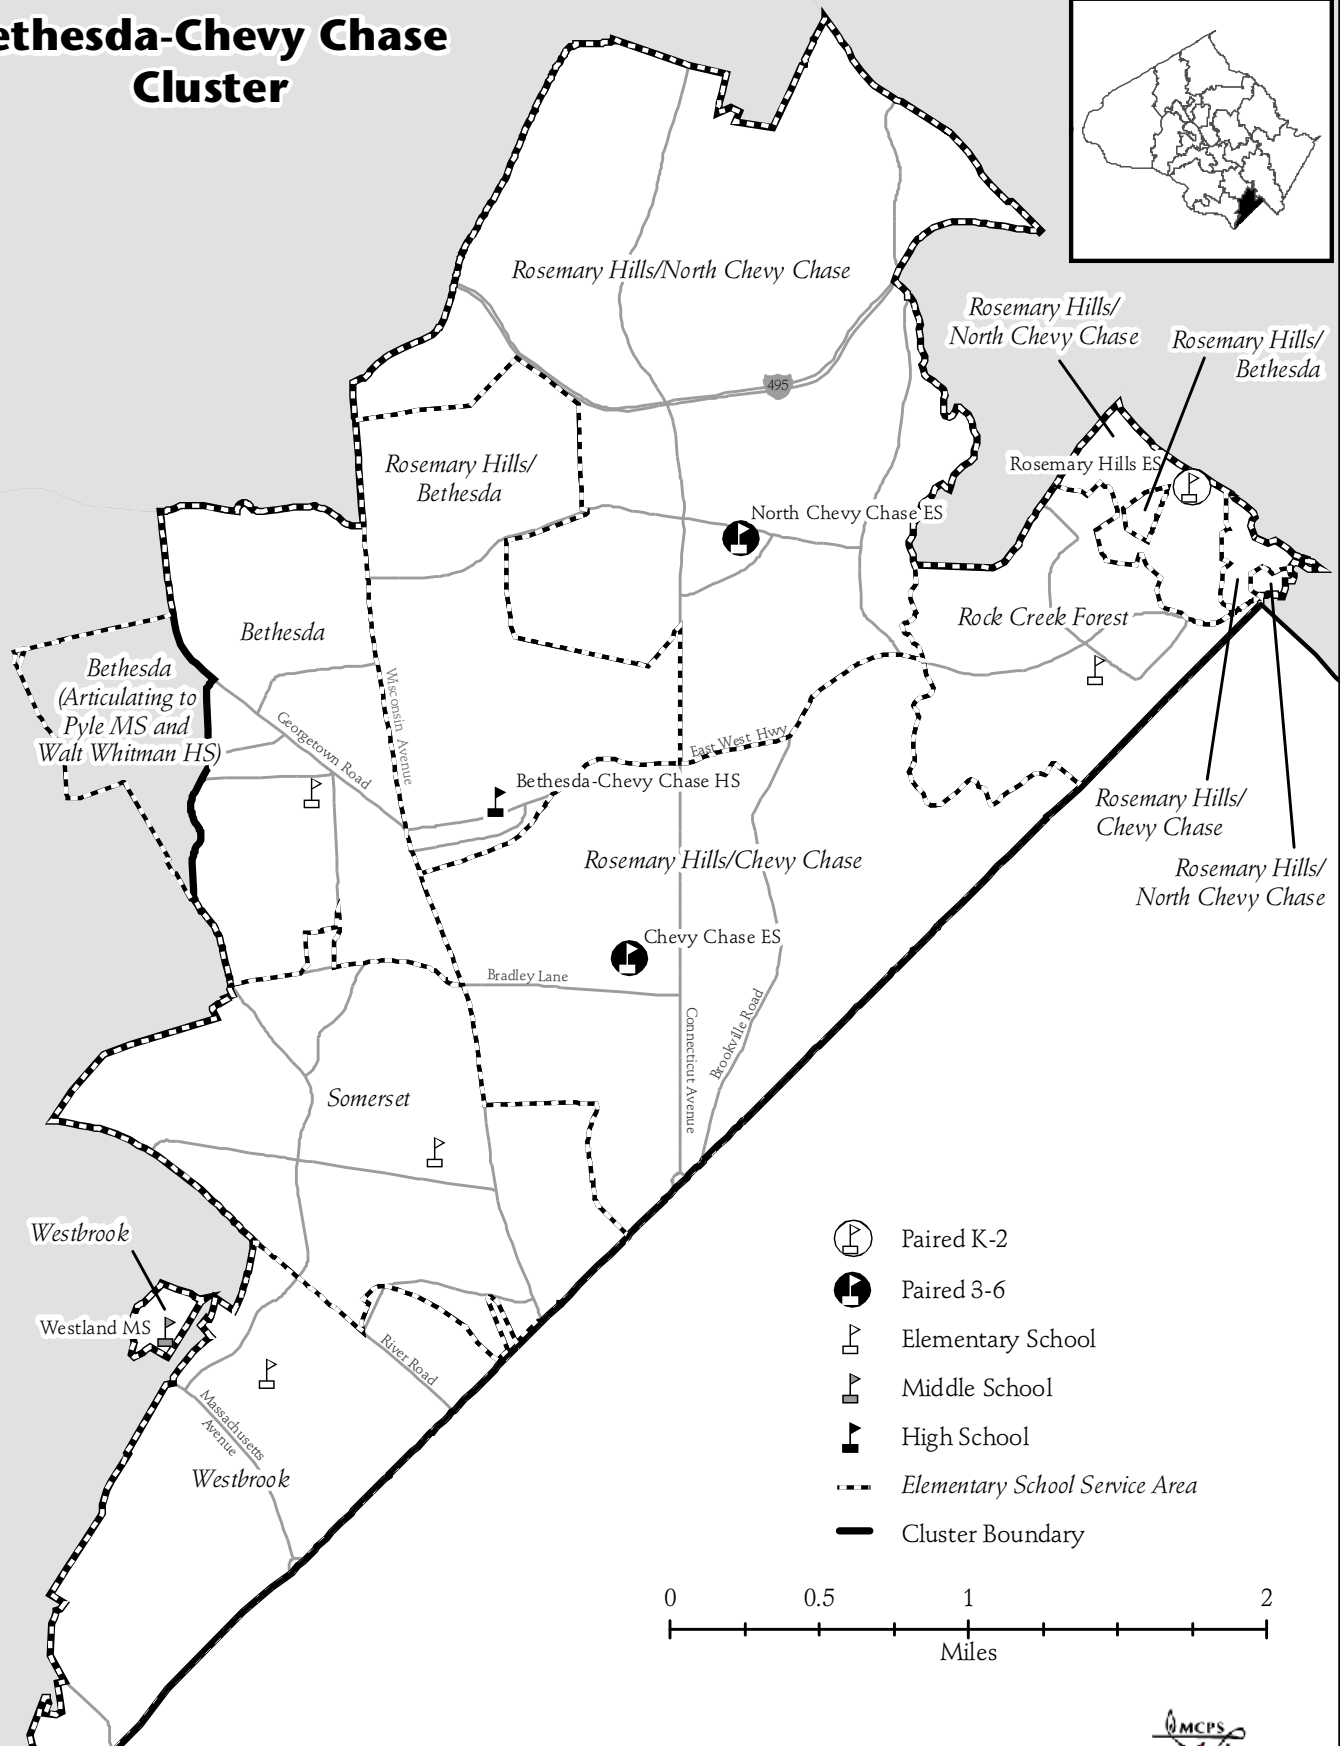 ethesda-Chevy Chase
Cluster
Rosemary Hills/North Chevy Chase
495
Rosemary Hills/
North Chevy Chase
Rosemary Hills/
Bethesda
Rosemary Hills ES
Rosemary Hills/
Bethesda
North Chevy Chase ES
Rock Creek Forest
Bethesda
Bethesda
(Articulating to
Pyle MS and
Walt Whitman HS)
Georgetown Road
Wisconsin Avenue
East West Hwy
Bethesda-Chevy Chase HS
Rosemary Hills/
Chevy Chase
Rosemary Hills/
North Chevy Chase
Rosemary Hills/Chevy Chase
Chevy Chase ES
Bradley Lane
Connecticut Avenue
Brookville Road
Somerset
Westbrook
Westland MS
River Road
Massachusetts
Avenue
Westbrook
Paired K-2
Paired 3-6
Elementary School
Middle School
High School
Elementary School Service Area
Cluster Boundary
0 0.5 1 2
Miles
MCPS